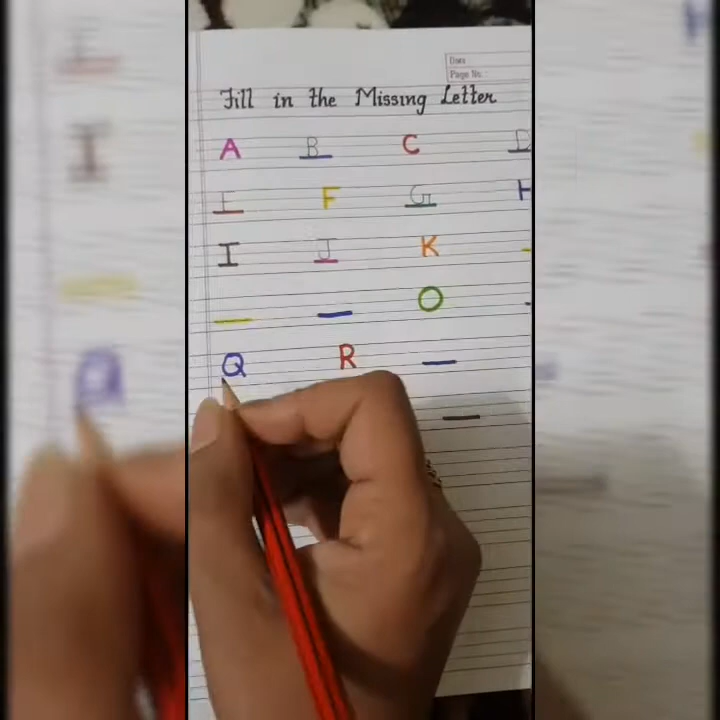 Date
Page No.
Fill in the Missing Letter
A B C D
E F G H
I J K
O
Q R